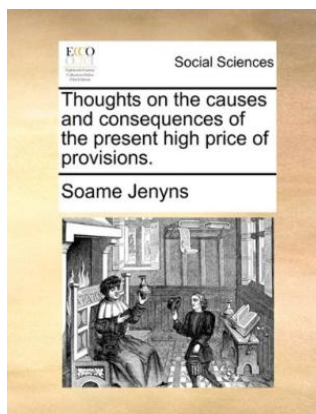 ECCO
Social Sciences
Thoughts on the causes
and consequences of
the present high price of
provisions.
Soame Jenyns